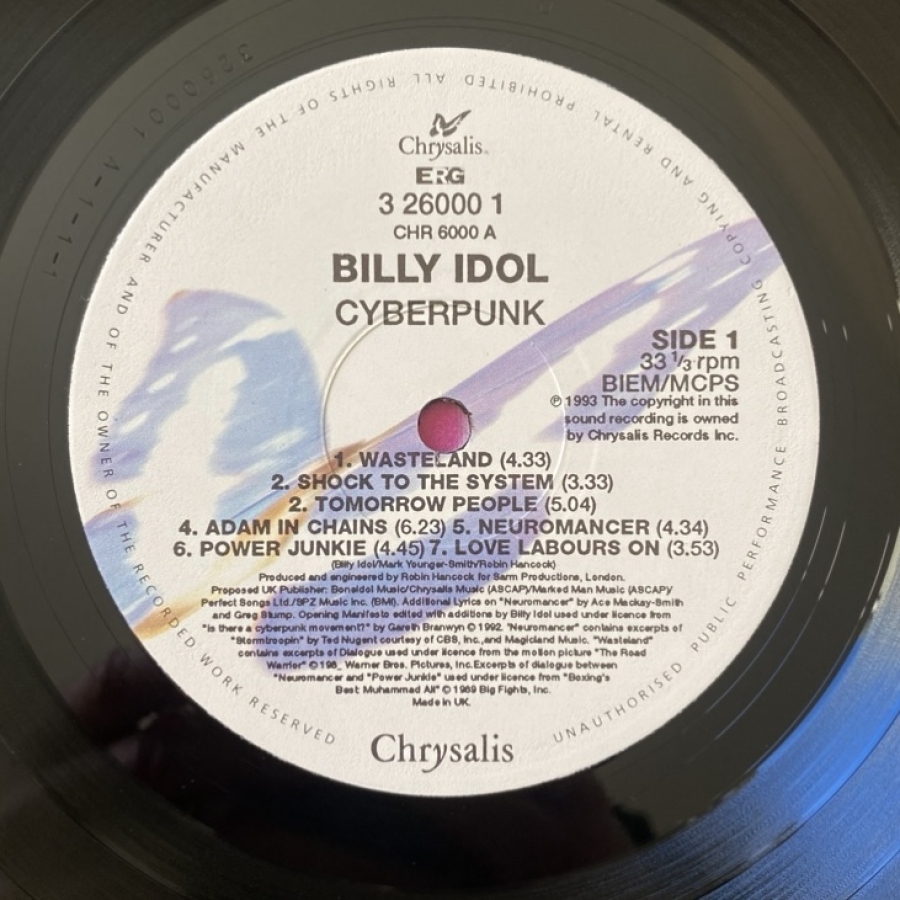 Chrysalis.
ERG
3 26000 1
CHR 6000 A
BILLY IDOL
CYBERPUNK
SIDE 1
33 1/3 rpm
BIEM/MCPS
℗ 1993 The copyright in this
sound recording is owned
by Chrysalis Records Inc.
1. WASTELAND (4.33)
2. SHOCK TO THE SYSTEM (3.33)
2. TOMORROW PEOPLE (5.04)
4. ADAM IN CHAINS (6.23) 5. NEUROMANCER (4.34)
6. POWER JUNKIE (4.45) 7. LOVE LABOURS ON (3.53)
(Billy Idol/Mark Younger-Smith/Robin Hancock)
Produced and engineered by Robin Hancock for Sarm Productions, London.
Proposed UK Publisher: Boneidol Music/Chrysalis Music (ASCAP)/Marked Man Music (ASCAP)/
Perfect Songs Ltd./BPZ Music Inc. (BMI). Additional Lyrics on "Neuromancer" by Ace Mackay-Smith
and Greg Stump. Opening Manifesto edited with additions by Billy Idol used under licence from
"Is there a cyberpunk movement?" by Gareth Branwyn © 1992. "Neuromancer" contains excerpts of
"Stormtroopin" by Ted Nugent courtesy of CBS, Inc.,and Magicland Music. "Wasteland"
contains excerpts of Dialogue used under licence from the motion picture "The Road
Warrior" © 198_ Warner Bros. Pictures, Inc.Excerpts of dialogue between
"Neuromancer and "Power Junkie" used under licence from "Boxing's
Best: Muhammad Ali" © 1989 Big Fights, Inc.
Made in UK.
Chrysalis
ALL RIGHTS OF THE MANUFACTURER AND OF THE OWNER OF THE RECORDED WORK RESERVED
UNAUTHORISED PUBLIC PERFORMANCE BROADCASTING COPYING AND RENTAL PROHIBITED
3260001 A-1-1-1